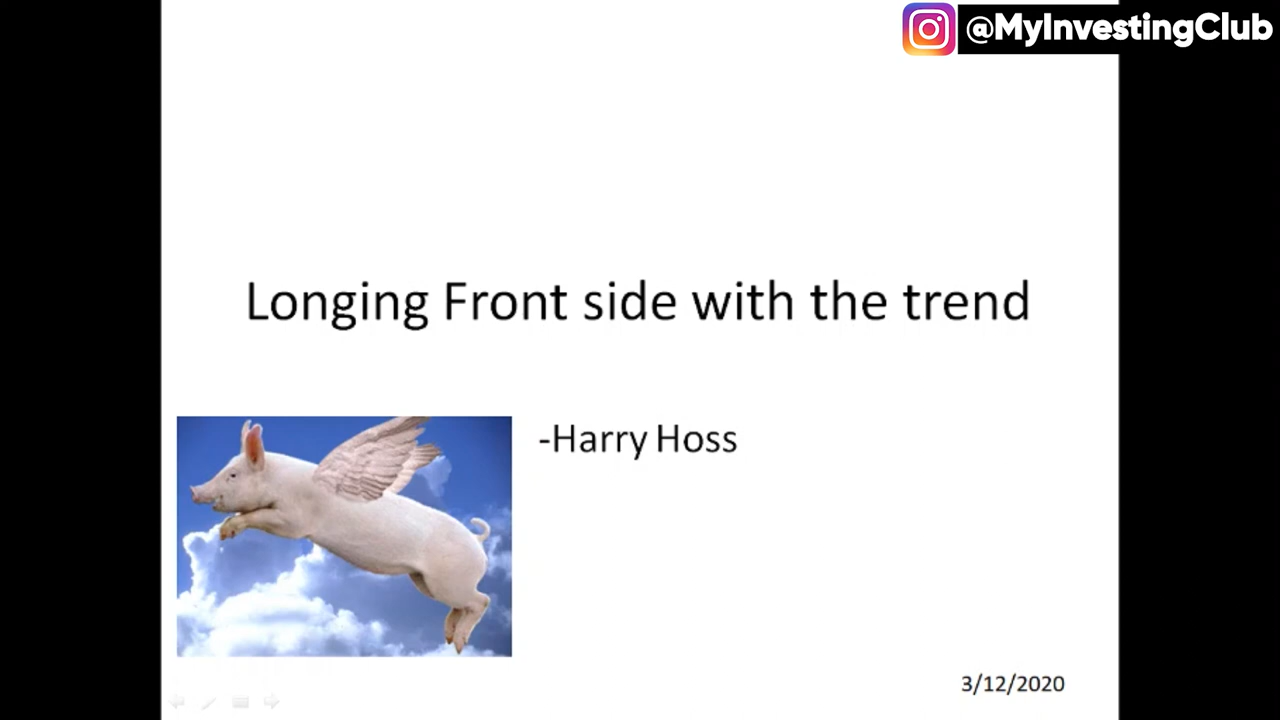 @MyInvestingClub
Longing Front side with the trend
-Harry Hoss
3/12/2020